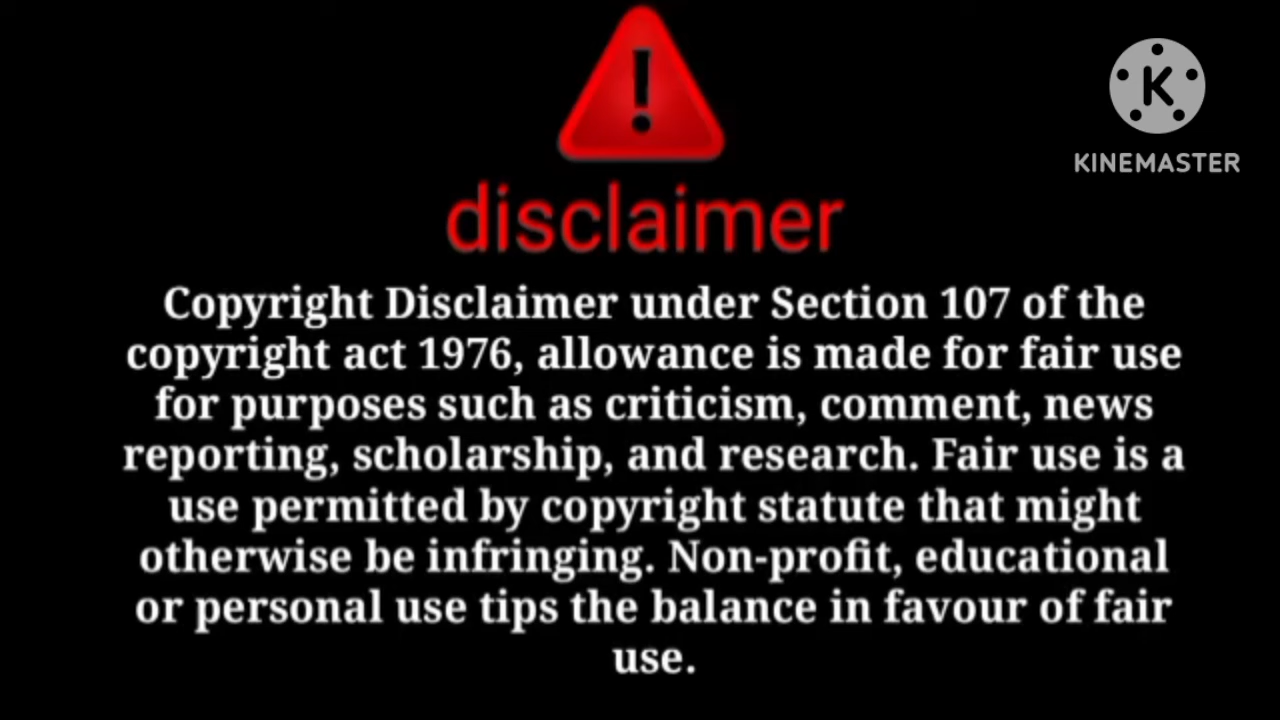 !
K
KINEMASTER
disclaimer
Copyright Disclaimer under Section 107 of the
copyright act 1976, allowance is made for fair use
for purposes such as criticism, comment, news
reporting, scholarship, and research. Fair use is a
use permitted by copyright statute that might
otherwise be infringing. Non-profit, educational
or personal use tips the balance in favour of fair
use.